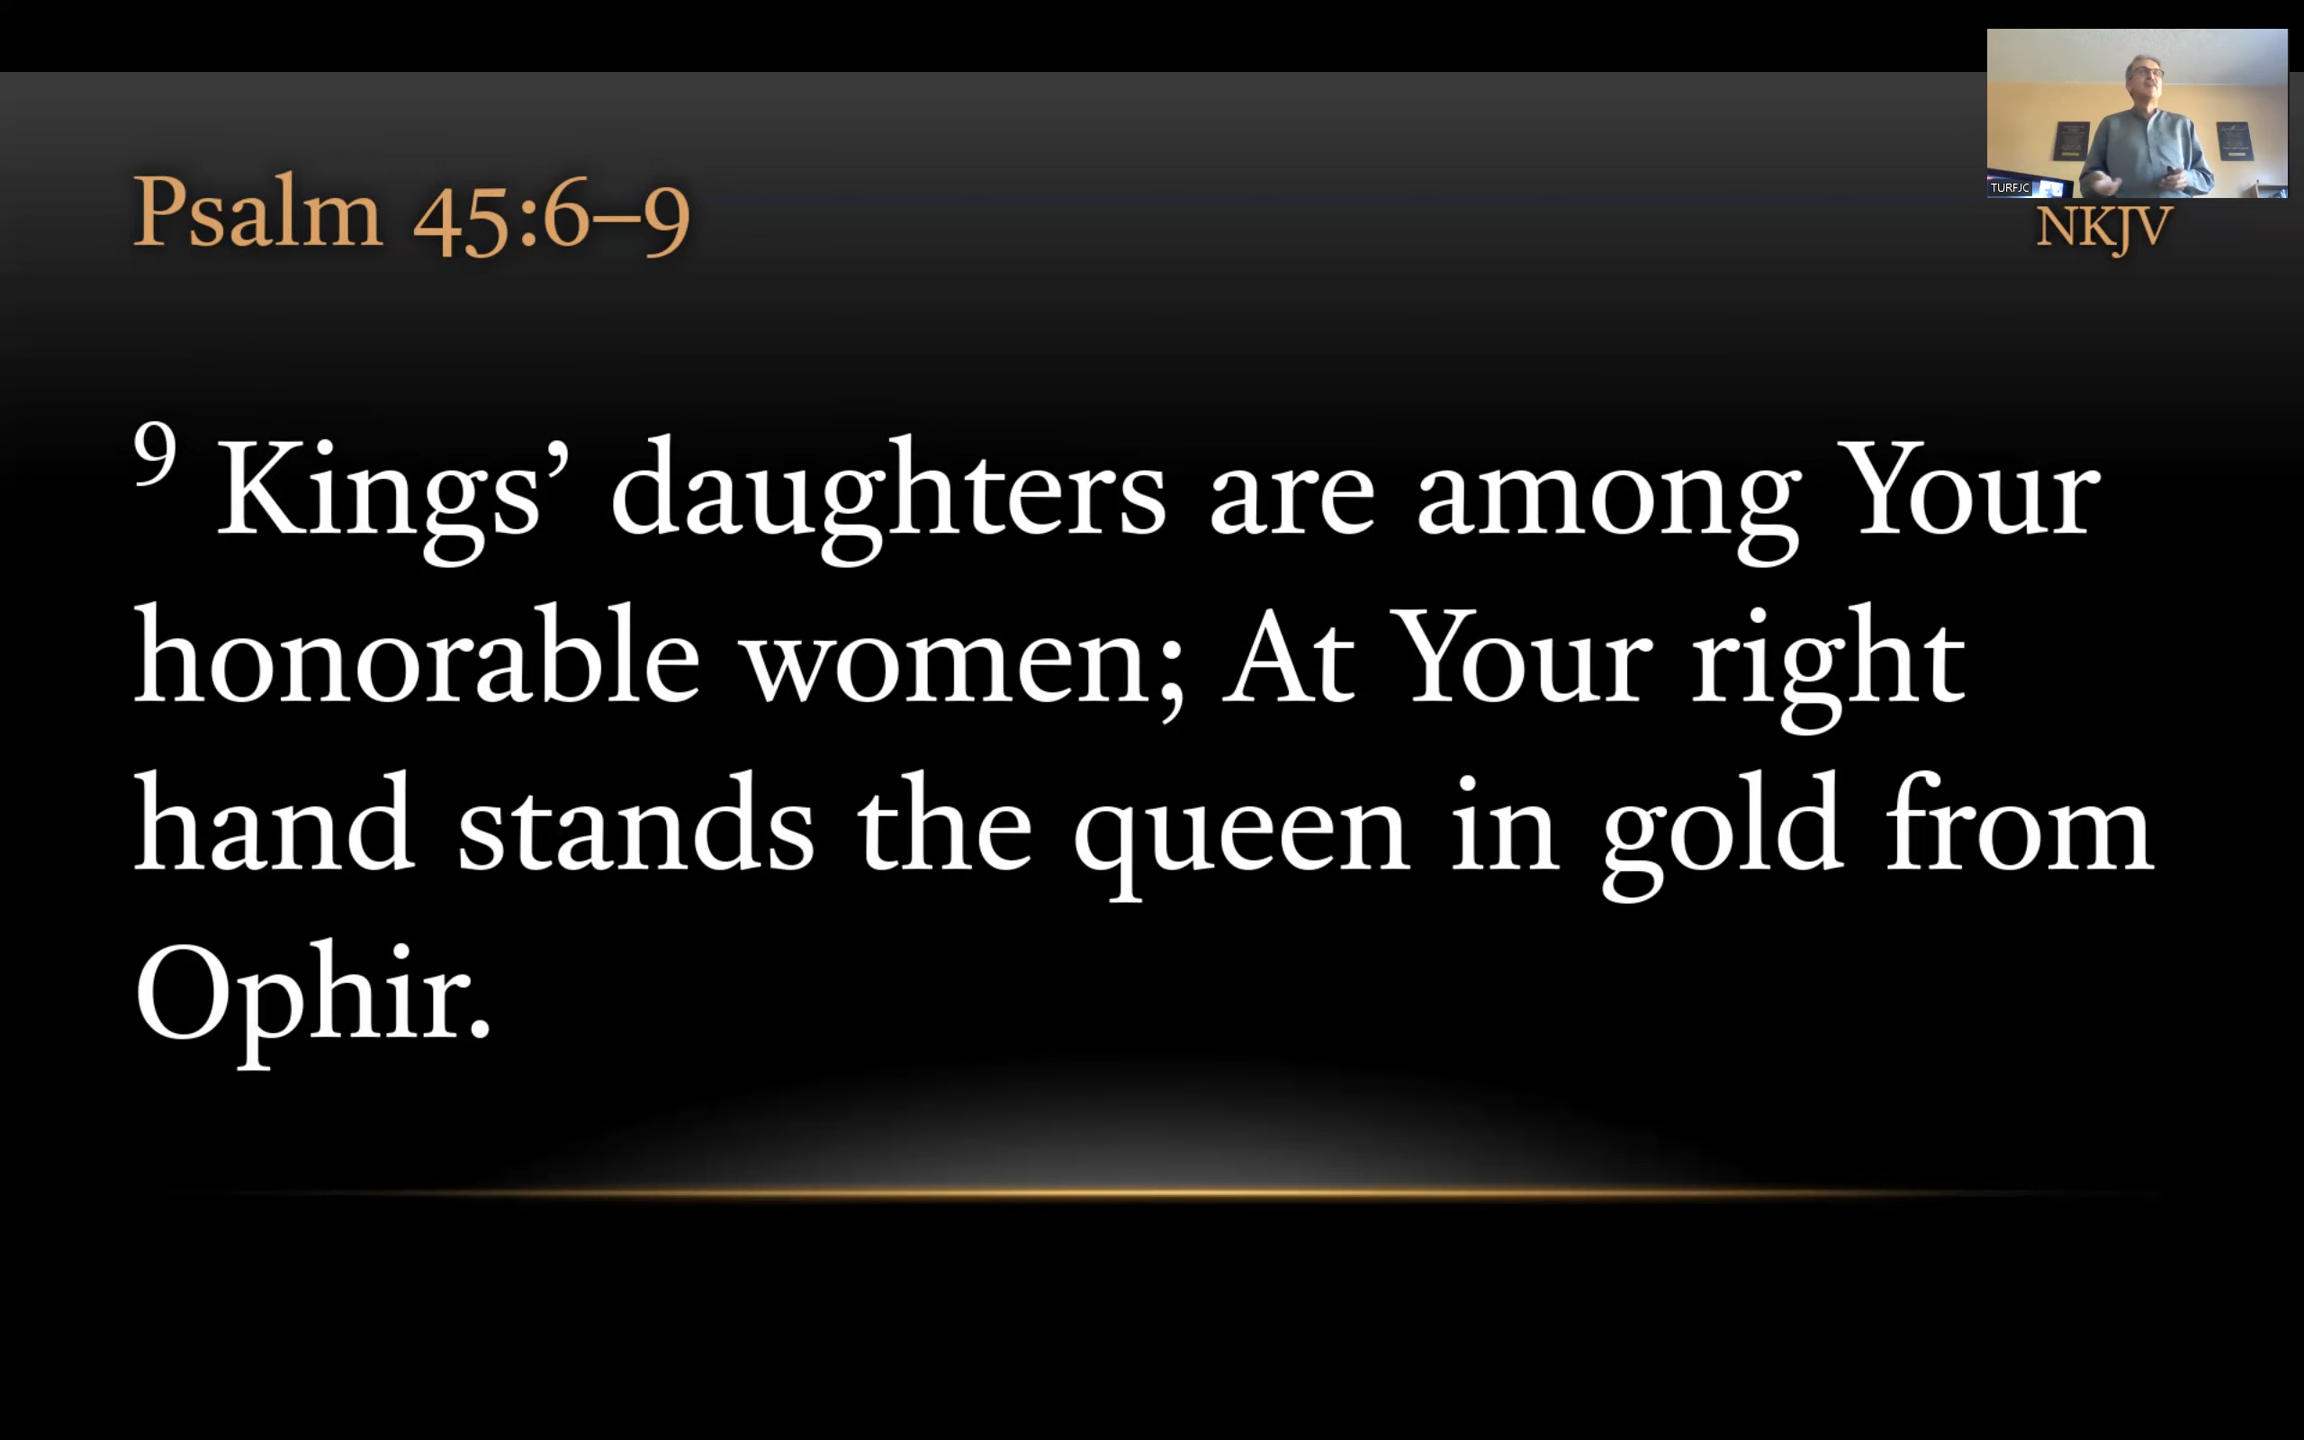 TURFJC
Psalm 45:6–9
NKJV
9 Kings’ daughters are among Your
honorable women; At Your right
hand stands the queen in gold from
Ophir.